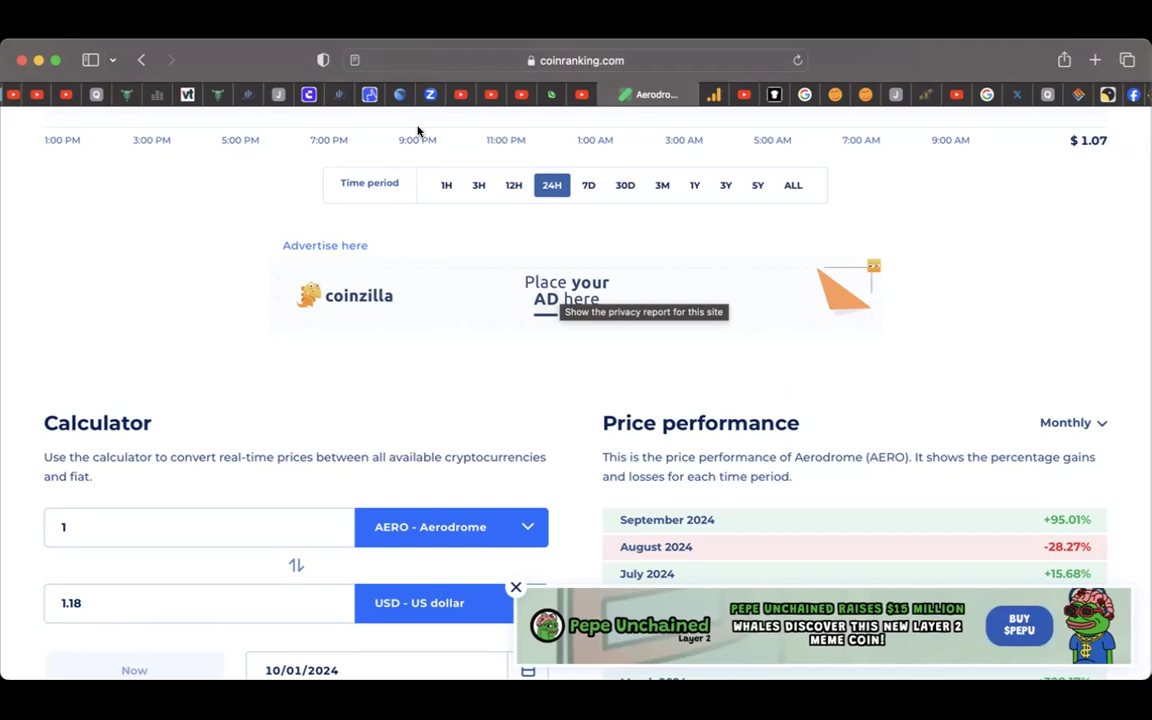 coinranking.com
Aerodro...
1:00 PM 3:00 PM 5:00 PM 7:00 PM 9:00 PM 11:00 PM 1:00 AM 3:00 AM 5:00 AM 7:00 AM 9:00 AM $ 1.07
Time period 1H 3H 12H 24H 7D 30D 3M 1Y 3Y 5Y ALL
Advertise here
coinzilla
Place your
AD here
Show the privacy report for this site
Calculator
Use the calculator to convert real-time prices between all available cryptocurrencies
and fiat.
1 AERO - Aerodrome
1.18 USD - US dollar
Now 10/01/2024
Price performance Monthly
This is the price performance of Aerodrome (AERO). It shows the percentage gains
and losses for each time period.
September 2024 +95.01%
August 2024 -28.27%
July 2024 +15.68%
Pepe Unchained
Layer 2
PEPE UNCHAINED RAISES $15 MILLION
WHALES DISCOVER THIS NEW LAYER 2
MEME COIN!
BUY
$PEPU